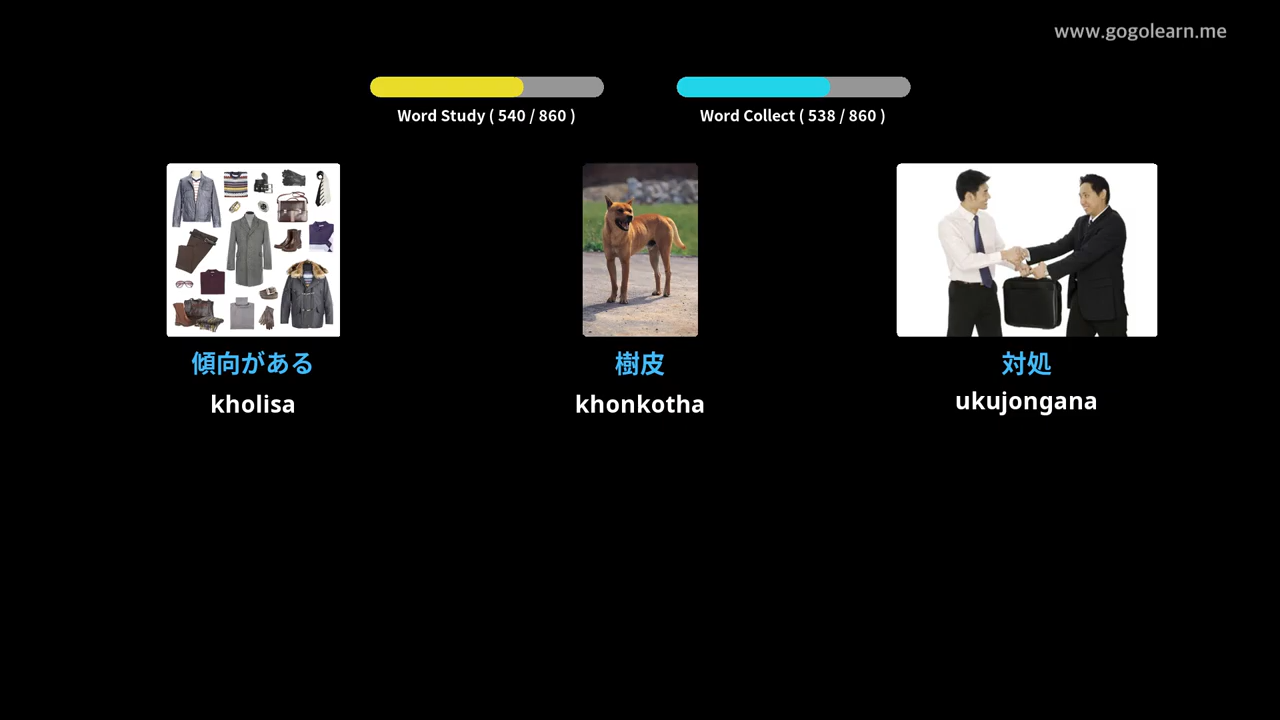 www.gogolearn.me
Word Study ( 540 / 860 )
Word Collect ( 538 / 860 )
傾向がある
樹皮
対処
kholisa
khonkotha
ukujongana